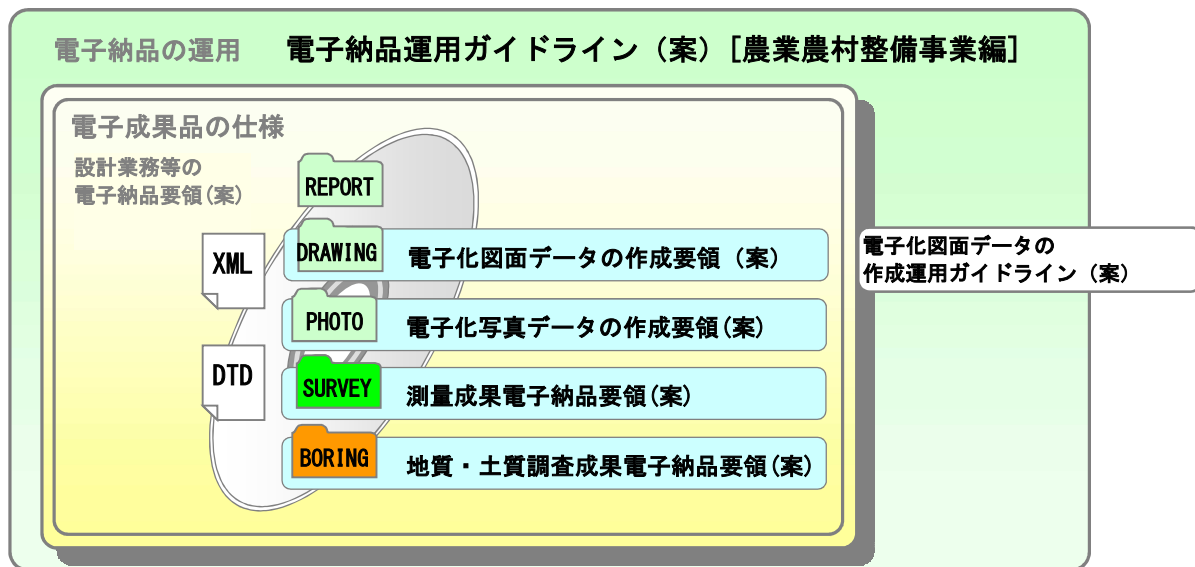 電子納品の運用 電子納品運用ガイドライン（案）[農業農村整備事業編]
電子成果品の仕様
設計業務等の
電子納品要領(案)
REPORT
XML
DRAWING 電子化図面データの作成要領（案）
電子化図面データの
作成運用ガイドライン（案）
PHOTO 電子化写真データの作成要領(案)
DTD
SURVEY 測量成果電子納品要領(案)
BORING 地質・土質調査成果電子納品要領(案)